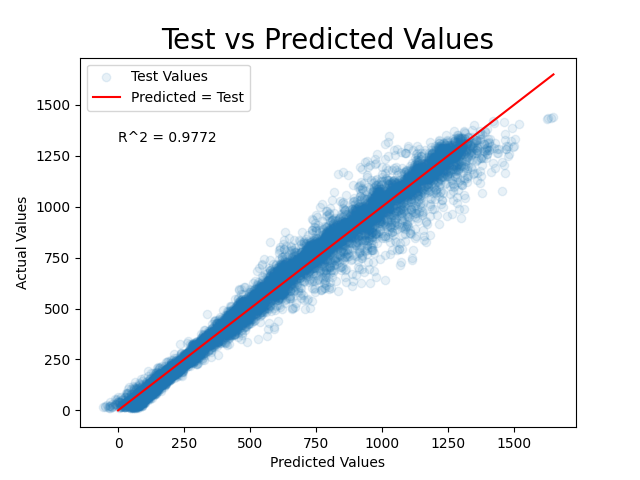 Test vs Predicted Values
Test Values
Predicted = Test
R^2 = 0.9772
1500
1250
1000
750
500
250
0
Actual Values
0 250 500 750 1000 1250 1500
Predicted Values